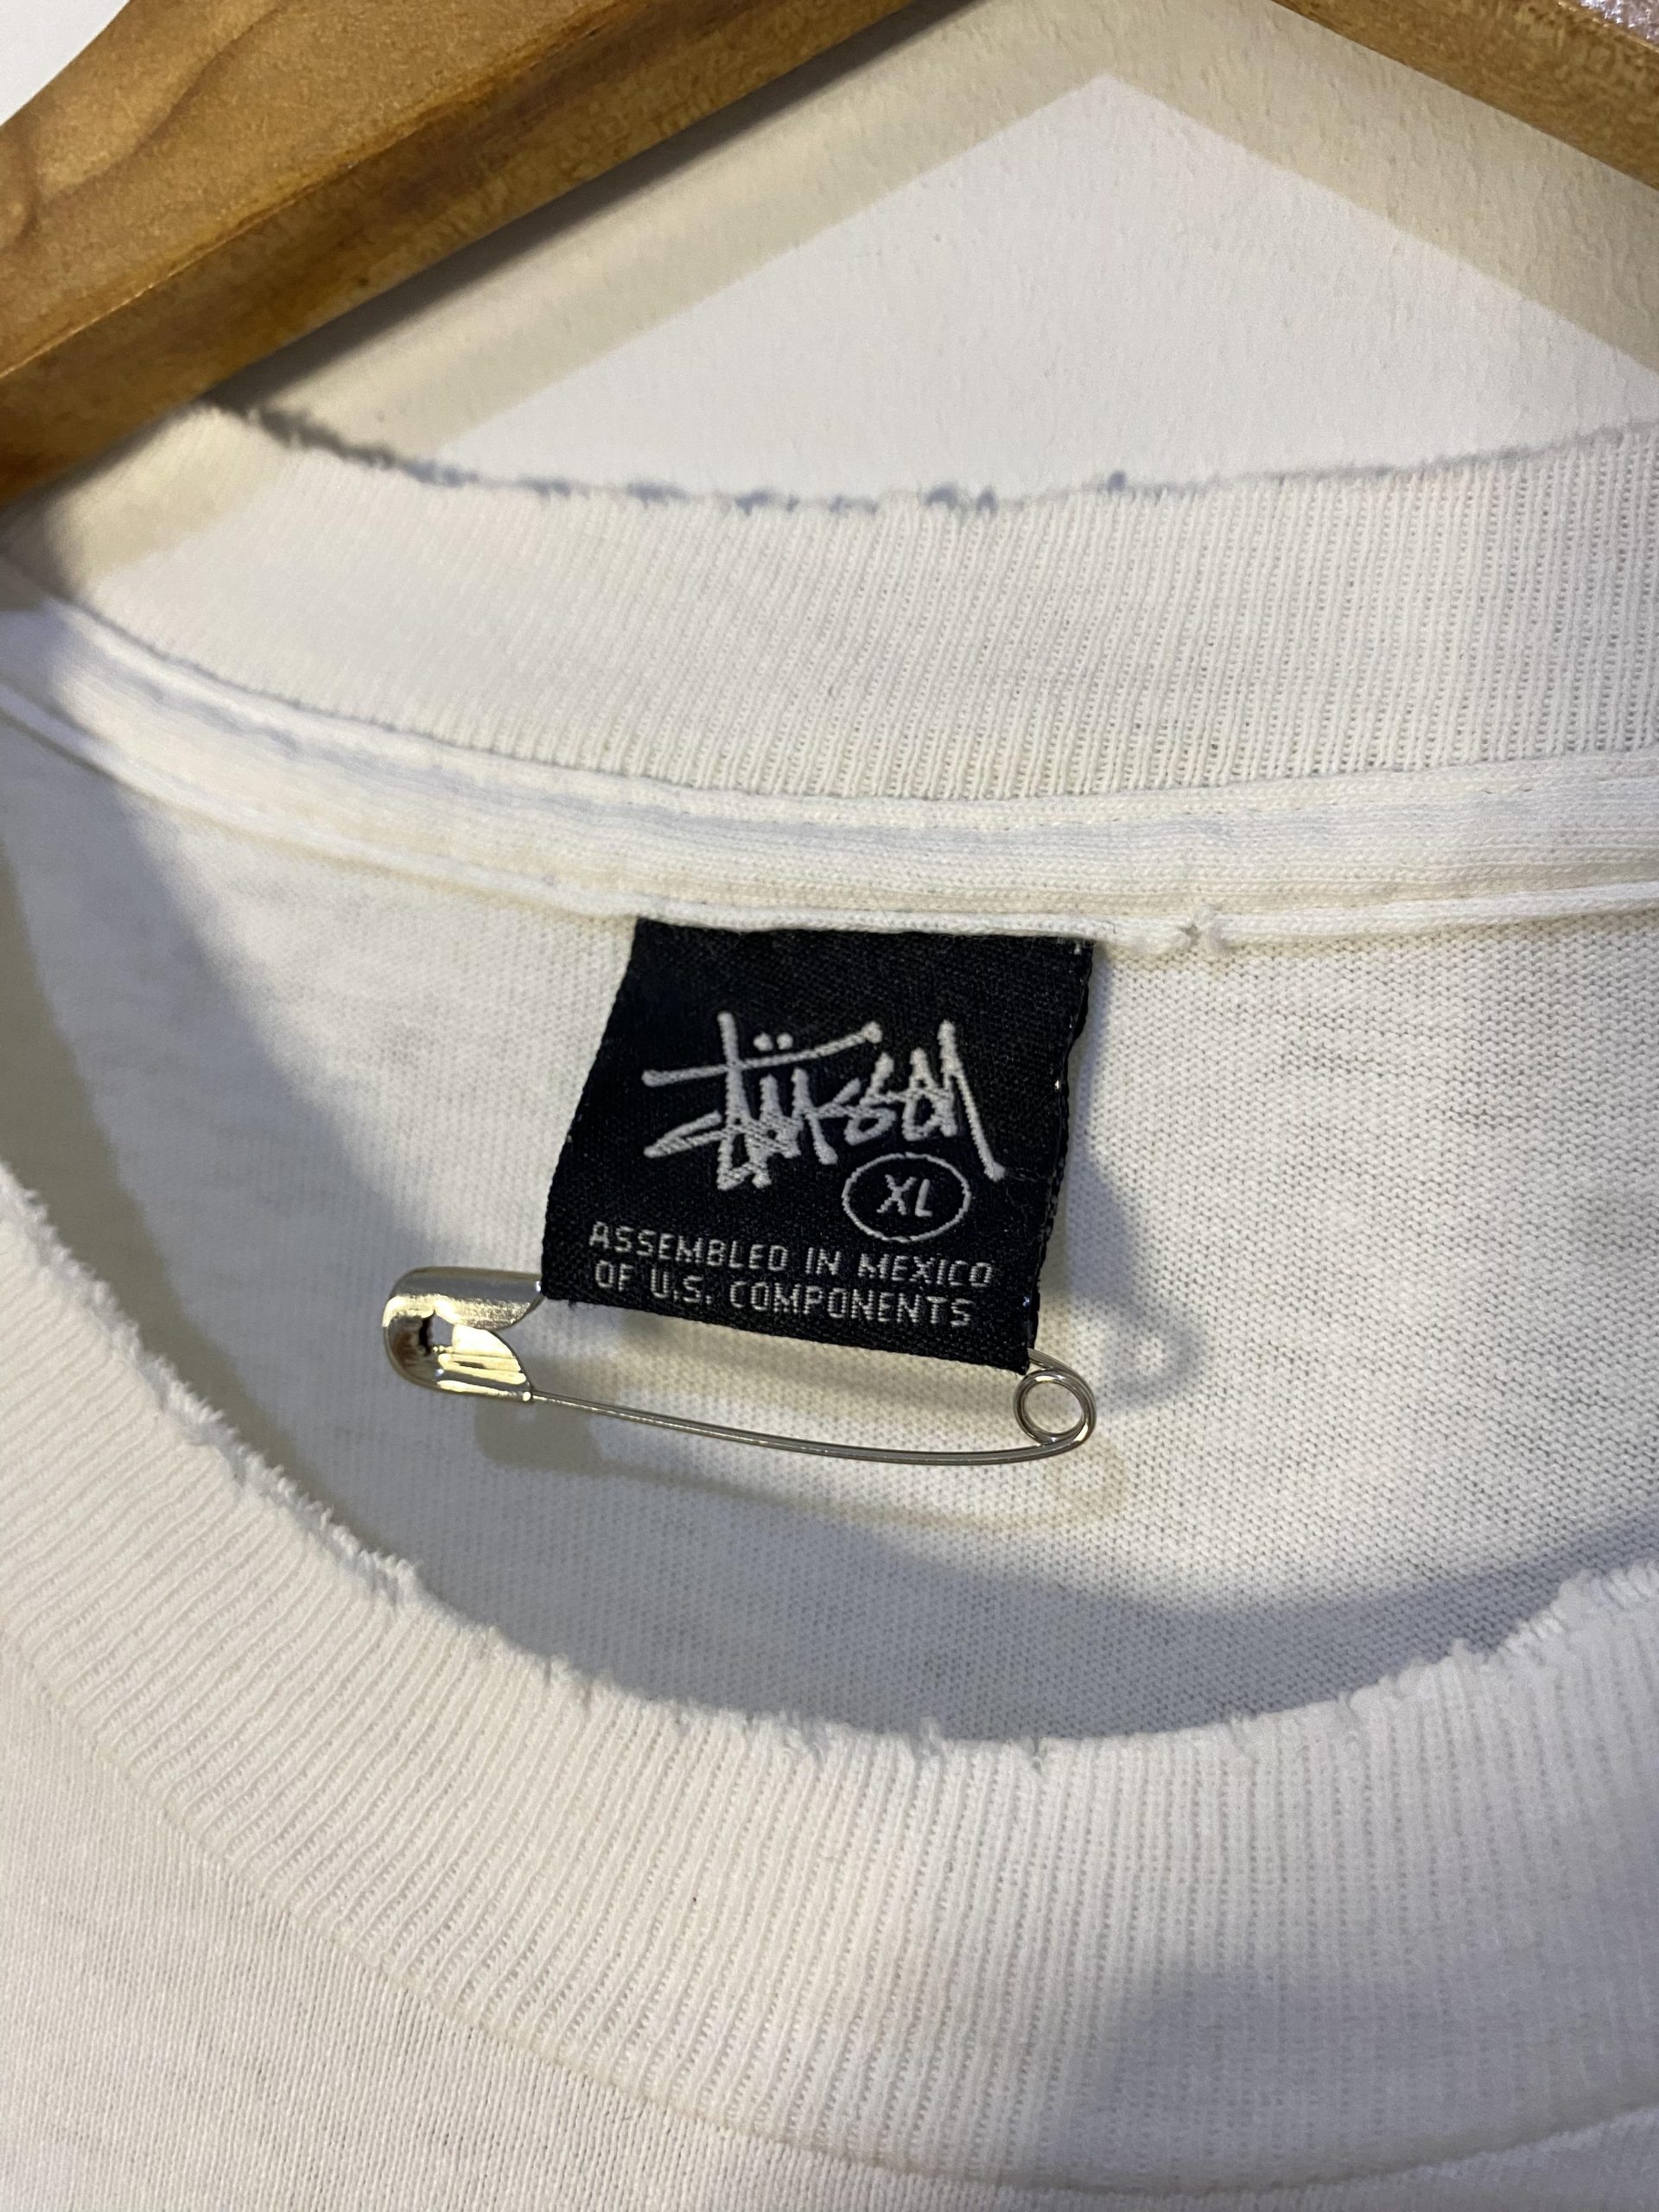 Stüssy
XL
ASSEMBLED IN MEXICO
OF U.S. COMPONENTS